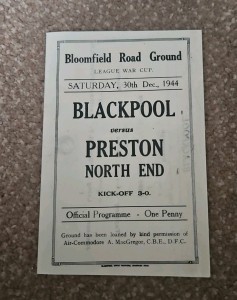 Bloomfield Road Ground
LEAGUE WAR CUP.
SATURDAY, 30th Dec., 1944
BLACKPOOL
versus
PRESTON
NORTH END
KICK-OFF 3-0.
Official Programme - One Penny
Ground has been loaned by kind permission of
Air-Commodore A. MacGregor, C.B.E., D.F.C.